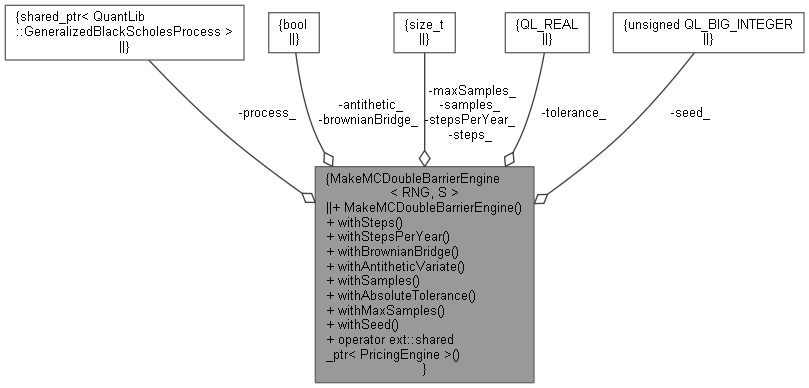 {shared_ptr< QuantLib
::GeneralizedBlackScholesProcess >
||}
{bool
||}
{size_t
||}
{QL_REAL
||}
{unsigned QL_BIG_INTEGER
||}
-process_
-antithetic_
-brownianBridge_
-maxSamples_
-samples_
-stepsPerYear_
-steps_
-tolerance_
-seed_
{MakeMCDoubleBarrierEngine
< RNG, S >
||+ MakeMCDoubleBarrierEngine()
+ withSteps()
+ withStepsPerYear()
+ withBrownianBridge()
+ withAntitheticVariate()
+ withSamples()
+ withAbsoluteTolerance()
+ withMaxSamples()
+ withSeed()
+ operator ext::shared
_ptr< PricingEngine >()
}